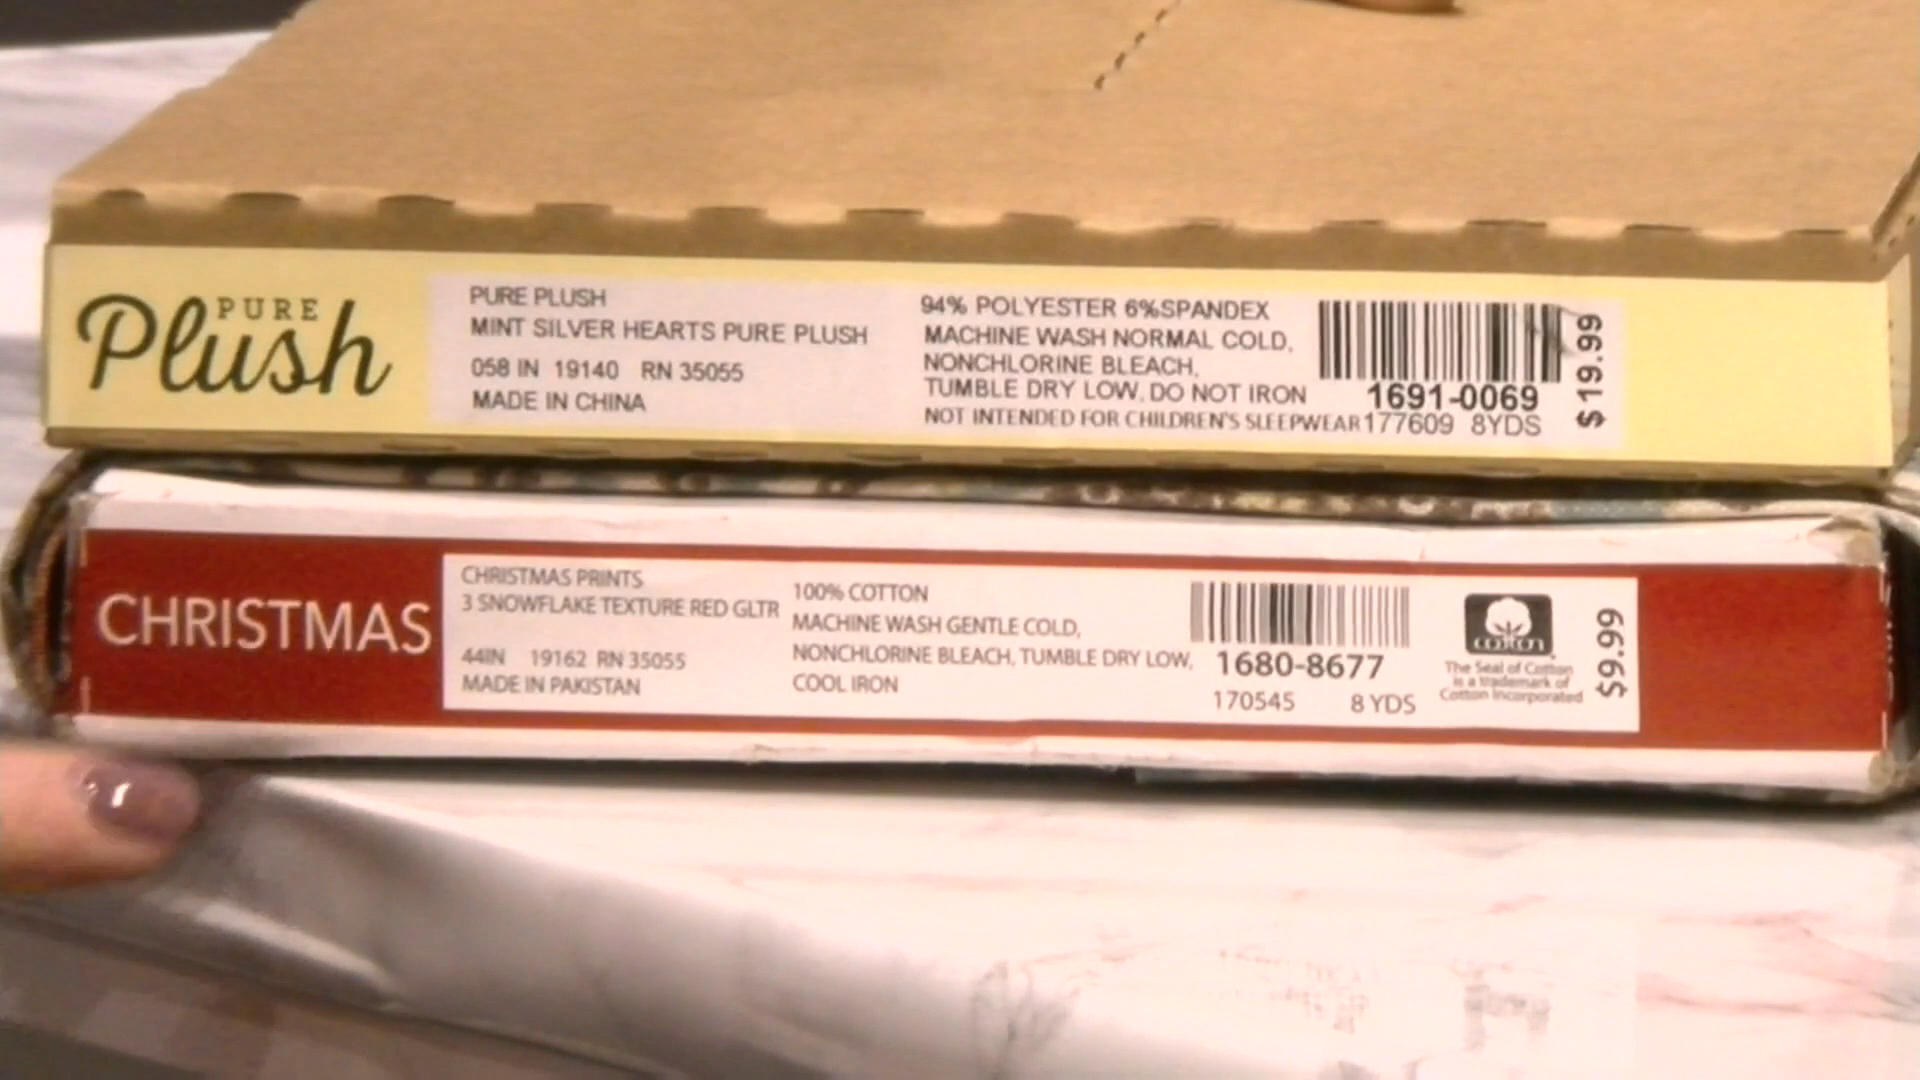 PURE
Plush
PURE PLUSH
MINT SILVER HEARTS PURE PLUSH
058 IN 19140 RN 35055
MADE IN CHINA
94% POLYESTER 6%SPANDEX
MACHINE WASH NORMAL COLD,
NONCHLORINE BLEACH,
TUMBLE DRY LOW, DO NOT IRON
NOT INTENDED FOR CHILDREN'S SLEEPWEAR
1691-0069
177609 8YDS
$19.99
CHRISTMAS
CHRISTMAS PRINTS
3 SNOWFLAKE TEXTURE RED GLTR
44IN 19162 RN 35055
MADE IN PAKISTAN
100% COTTON
MACHINE WASH GENTLE COLD,
NONCHLORINE BLEACH, TUMBLE DRY LOW,
COOL IRON
1680-8677
170545 8 YDS
cotton
The Seal of Cotton
is a trademark of
Cotton Incorporated
$9.99